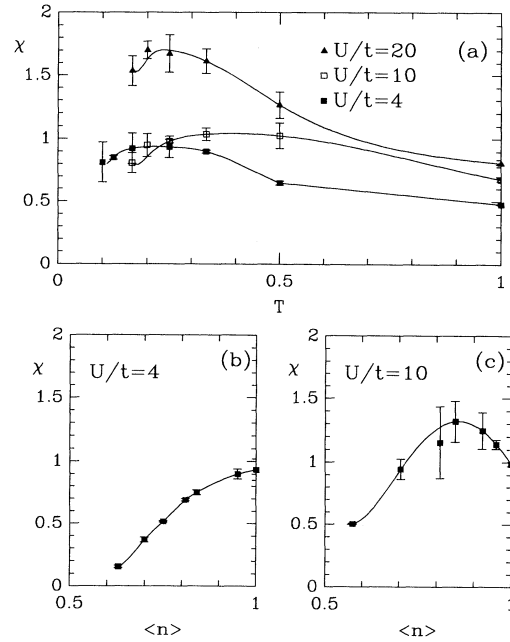 2
(a)
▲ U/t=20
□ U/t=10
■ U/t=4
χ
1.5
1
0.5
0
0 0.5 1
T
2
χ
U/t=4
(b)
1.5
1
0.5
0
0.5 1
<n>
2
χ
U/t=10
(c)
1.5
1
0.5
0
0.5 1
<n>